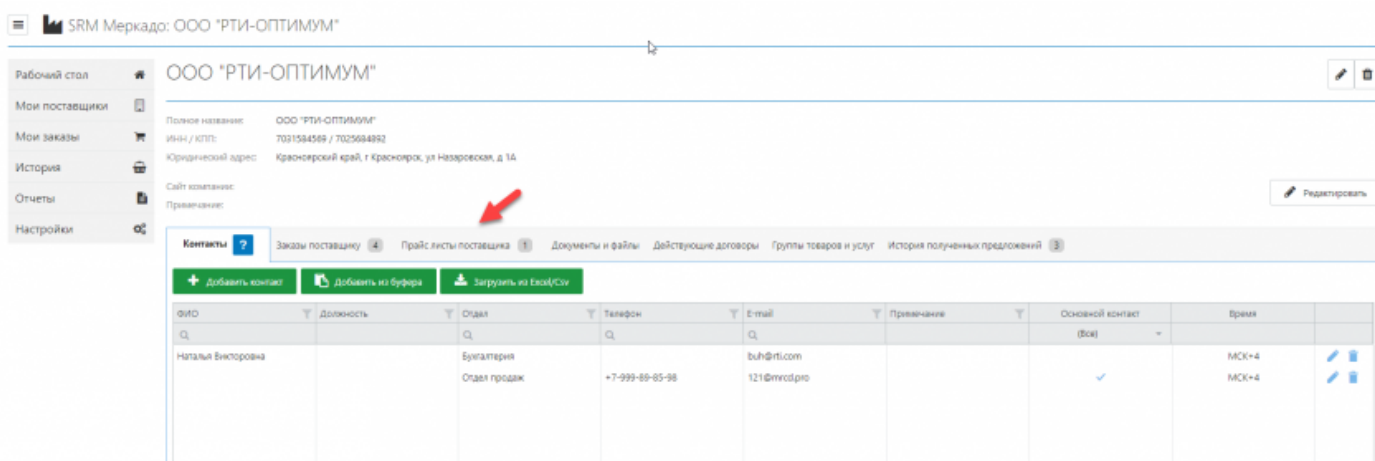 SRM Меркадо: ООО "РТИ-ОПТИМУМ"
Рабочий стол
Мои поставщики
Мои заказы
История
Отчеты
Настройки
ООО "РТИ-ОПТИМУМ"
Полное название: ООО "РТИ-ОПТИМУМ"
ИНН / КПП: 7031584569 / 7025684892
Юридический адрес: Красноярский край, г Красноярск, ул Назаровская, д 1А
Сайт компании:
Примечание:
Редактировать
Контакты ? Заказы поставщику 4 Прайс листы поставщика 1 Документы и файлы Действующие договоры Группы товаров и услуг История полученных предложений 3
Добавить контакт Добавить из буфера Загрузить из Excel/Csv
ФИО Должность Отдел Телефон E-mail Примечание Основной контакт Время
(Все)
Наталья Викторовна Бухгалтерия buh@rti.com МСК+4
Отдел продаж +7-999-89-85-98 121@mrcd.pro МСК+4